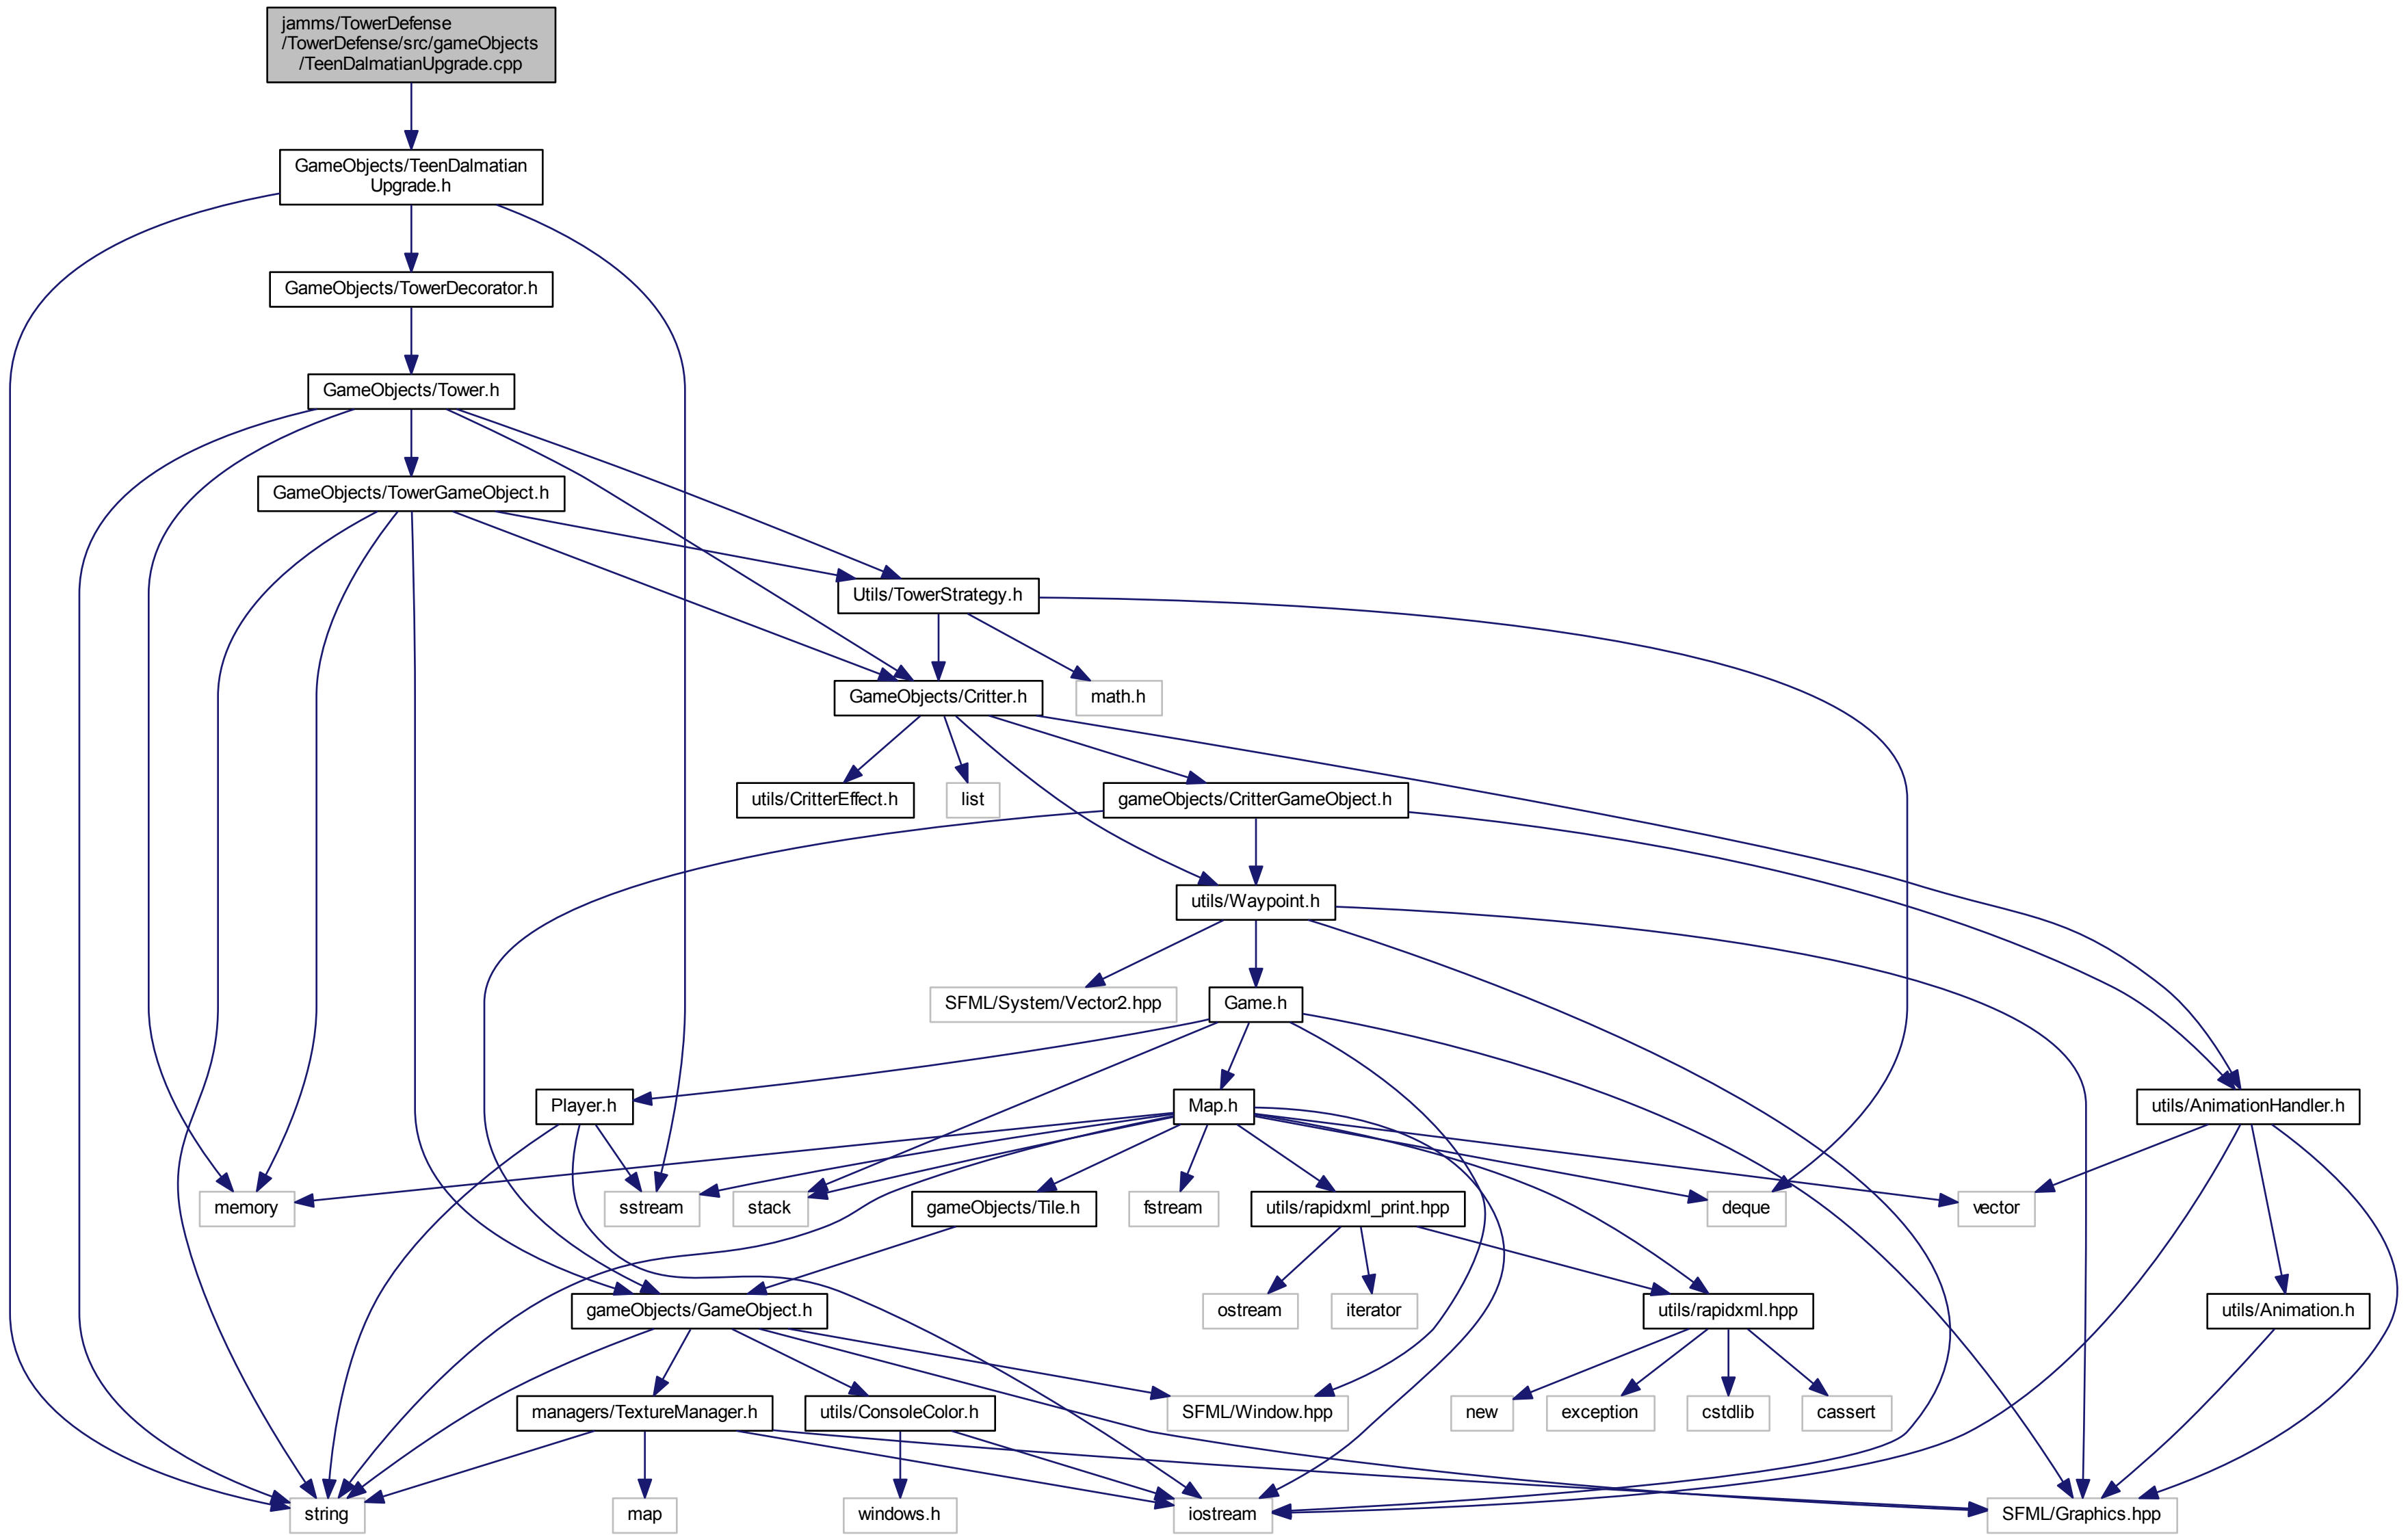 jamms/TowerDefense
/TowerDefense/src/gameObjects
/TeenDalmatianUpgrade.cpp
GameObjects/TeenDalmatian
Upgrade.h
GameObjects/TowerDecorator.h
GameObjects/Tower.h
GameObjects/TowerGameObject.h
Utils/TowerStrategy.h
GameObjects/Critter.h
math.h
utils/CritterEffect.h
list
gameObjects/CritterGameObject.h
utils/Waypoint.h
SFML/System/Vector2.hpp
Game.h
Player.h
Map.h
utils/AnimationHandler.h
memory
sstream
stack
gameObjects/Tile.h
fstream
utils/rapidxml_print.hpp
deque
vector
gameObjects/GameObject.h
ostream
iterator
utils/rapidxml.hpp
utils/Animation.h
managers/TextureManager.h
utils/ConsoleColor.h
SFML/Window.hpp
new
exception
cstdlib
cassert
string
map
windows.h
iostream
SFML/Graphics.hpp